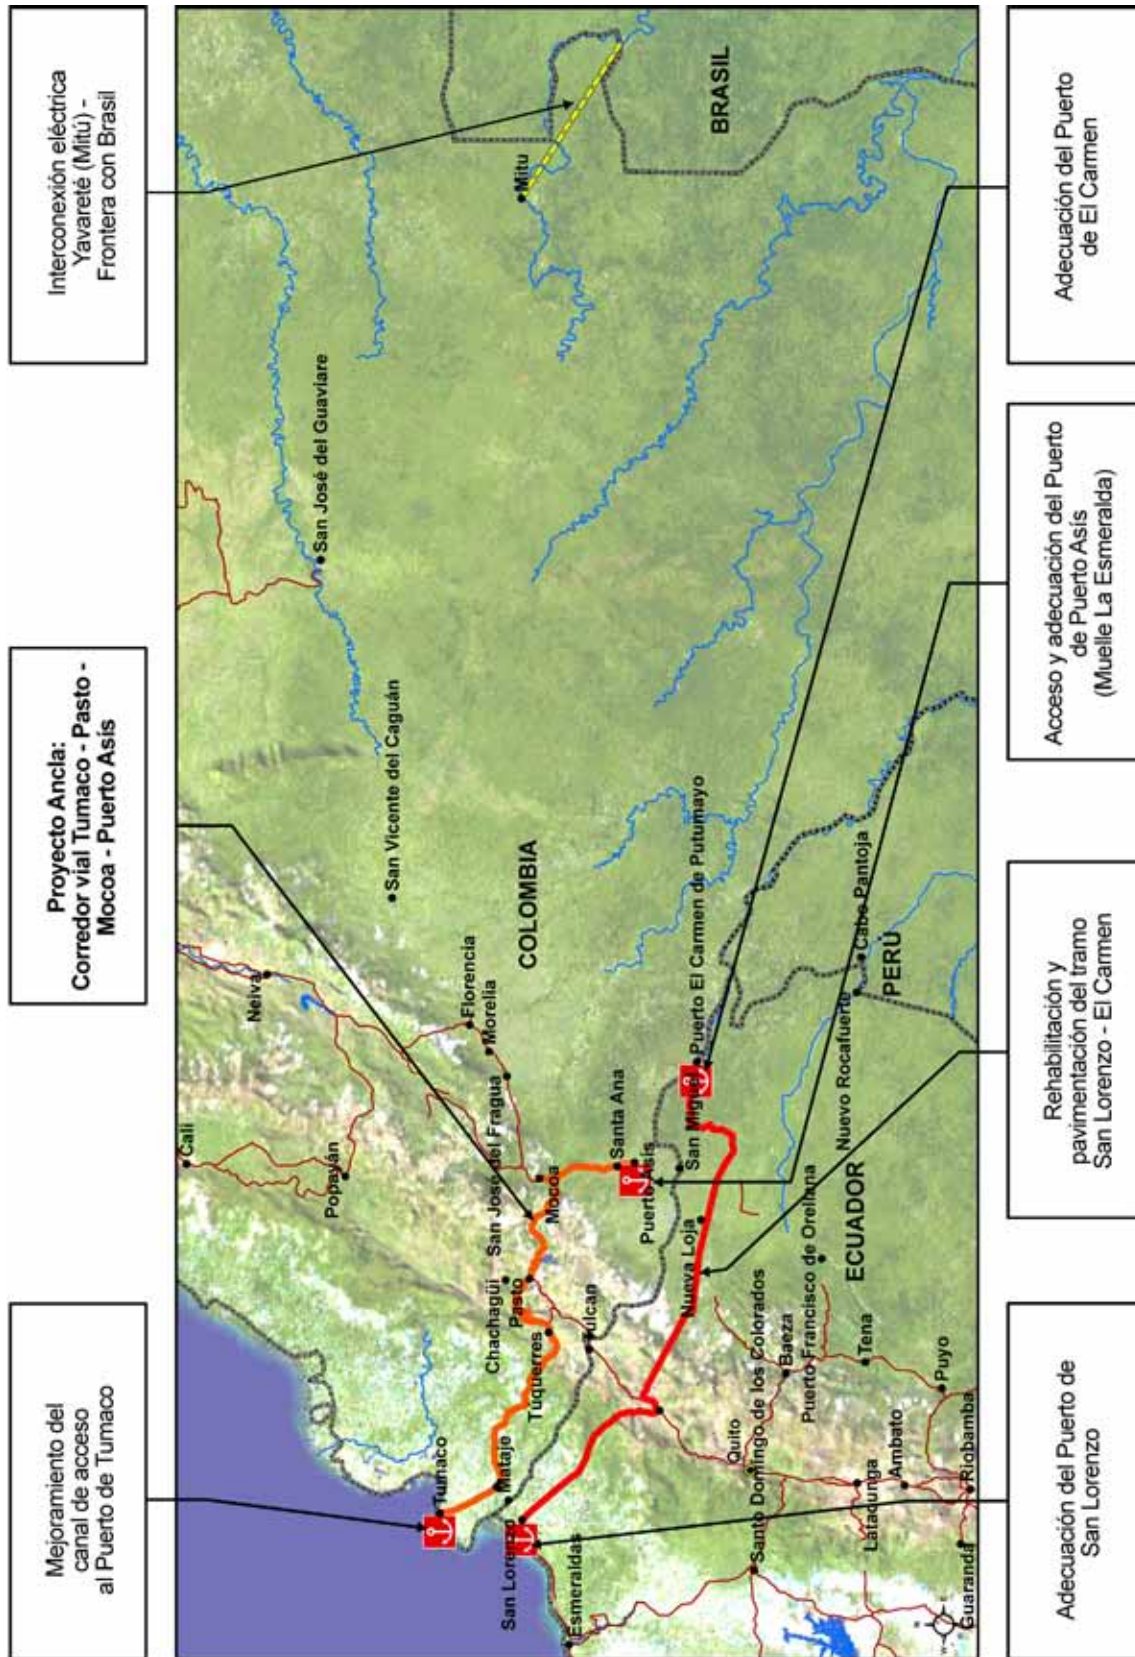 Mejoramiento del
canal de acceso
al Puerto de Tumaco
Proyecto Ancla:
Corredor vial Tumaco - Pasto -
Mocoa - Puerto Asís
Interconexión eléctrica
Yavareté (Mitú) -
Frontera con Brasil
Cali
Neiva
Popayán
San José del Guaviare
San Vicente del Caguán
Florencia
Morelia
San José del Fragua
COLOMBIA
Mitu
BRASIL
Tumaco
Mataje
Chachagüí
Pasto
Túquerres
Mocoa
Santa Ana
Puerto Asís
San Miguel
Puerto El Carmen de Putumayo
San Lorenzo
Esmeraldas
Tulcan
Nueva Loja
Quito
Santo Domingo de los Colorados
Baeza
Puerto Francisco de Orellana
Nuevo Rocafuerte
Cabo Pantoja
PERU
ECUADOR
Tena
Latacunga
Ambato
Puyo
Guaranda
Riobamba
N
E
S
W
Adecuación del Puerto de
San Lorenzo
Rehabilitación y
pavimentación del tramo
San Lorenzo - El Carmen
Acceso y adecuación del Puerto
de Puerto Asís
(Muelle La Esmeralda)
Adecuación del Puerto
de El Carmen